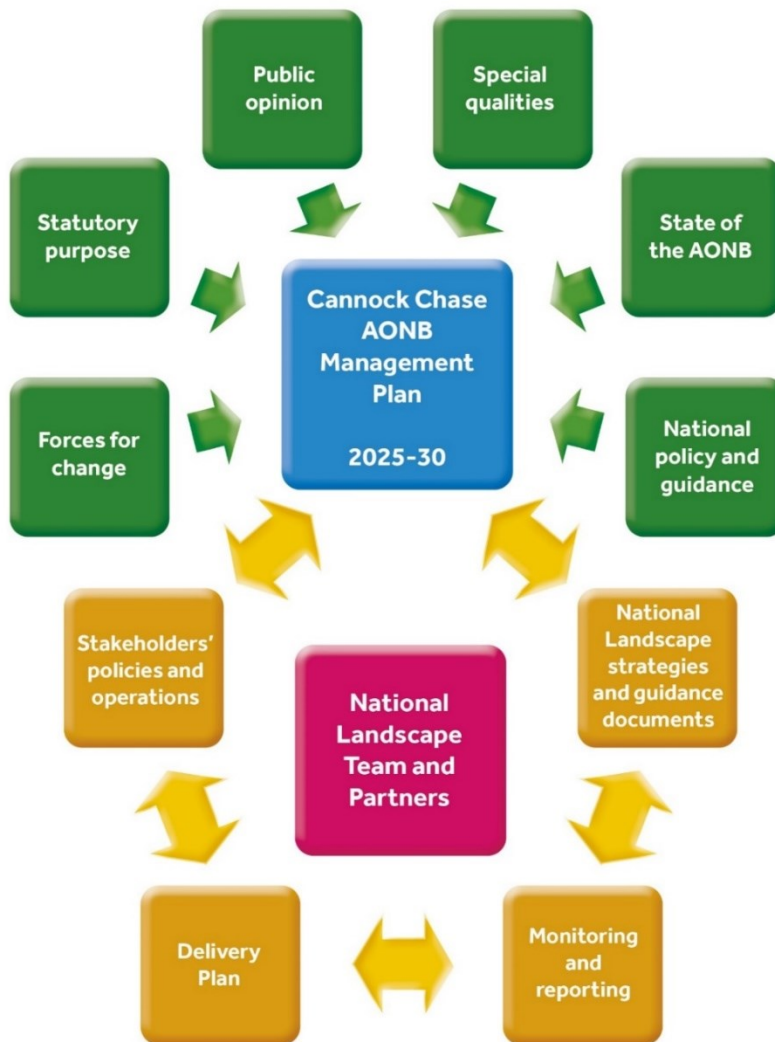 Public
opinion
Special
qualities
Statutory
purpose
State of
the AONB
Cannock Chase
AONB
Management
Plan
2025-30
Forces for
change
National
policy and
guidance
Stakeholders’
policies and
operations
National
Landscape
strategies
and guidance
documents
National
Landscape
Team and
Partners
Delivery
Plan
Monitoring
and
reporting